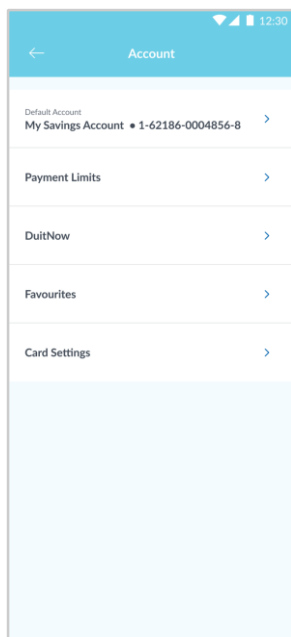 12:30
Account
Default Account
My Savings Account • 1-62186-0004856-8
Payment Limits
DuitNow
Favourites
Card Settings